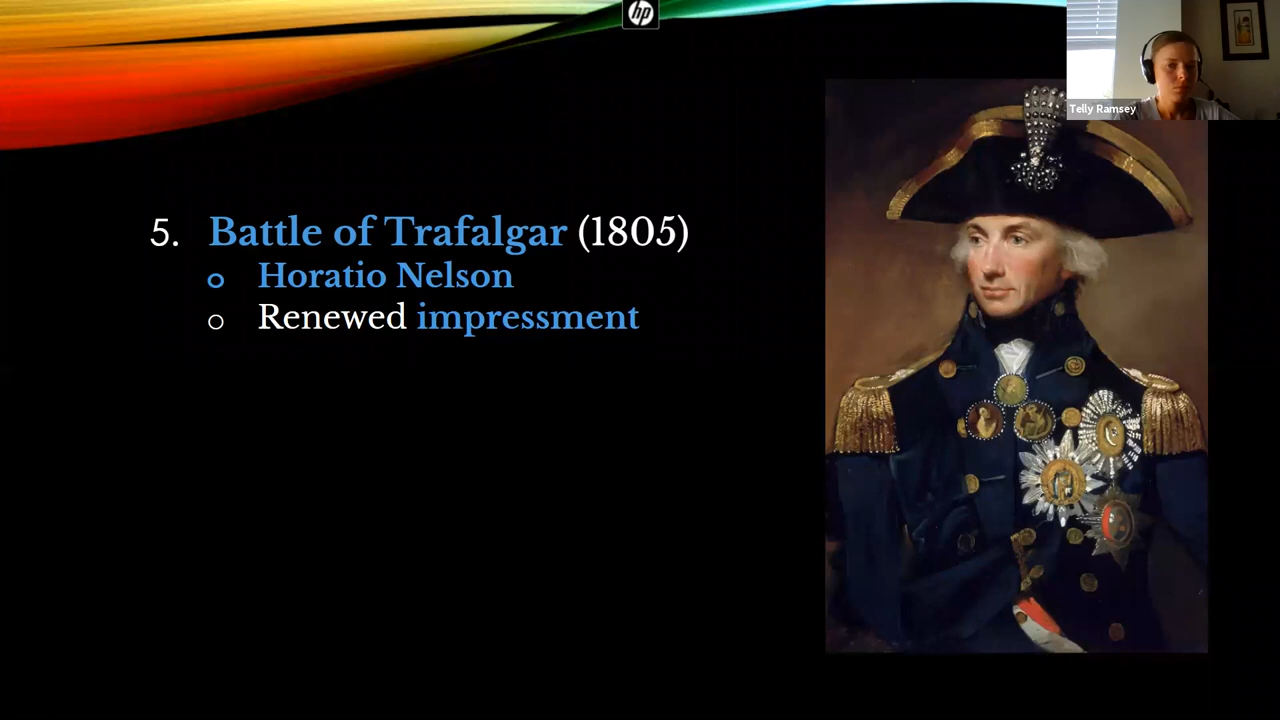 hp
Telly Ramsey
5. Battle of Trafalgar (1805)
o Horatio Nelson
o Renewed impressment